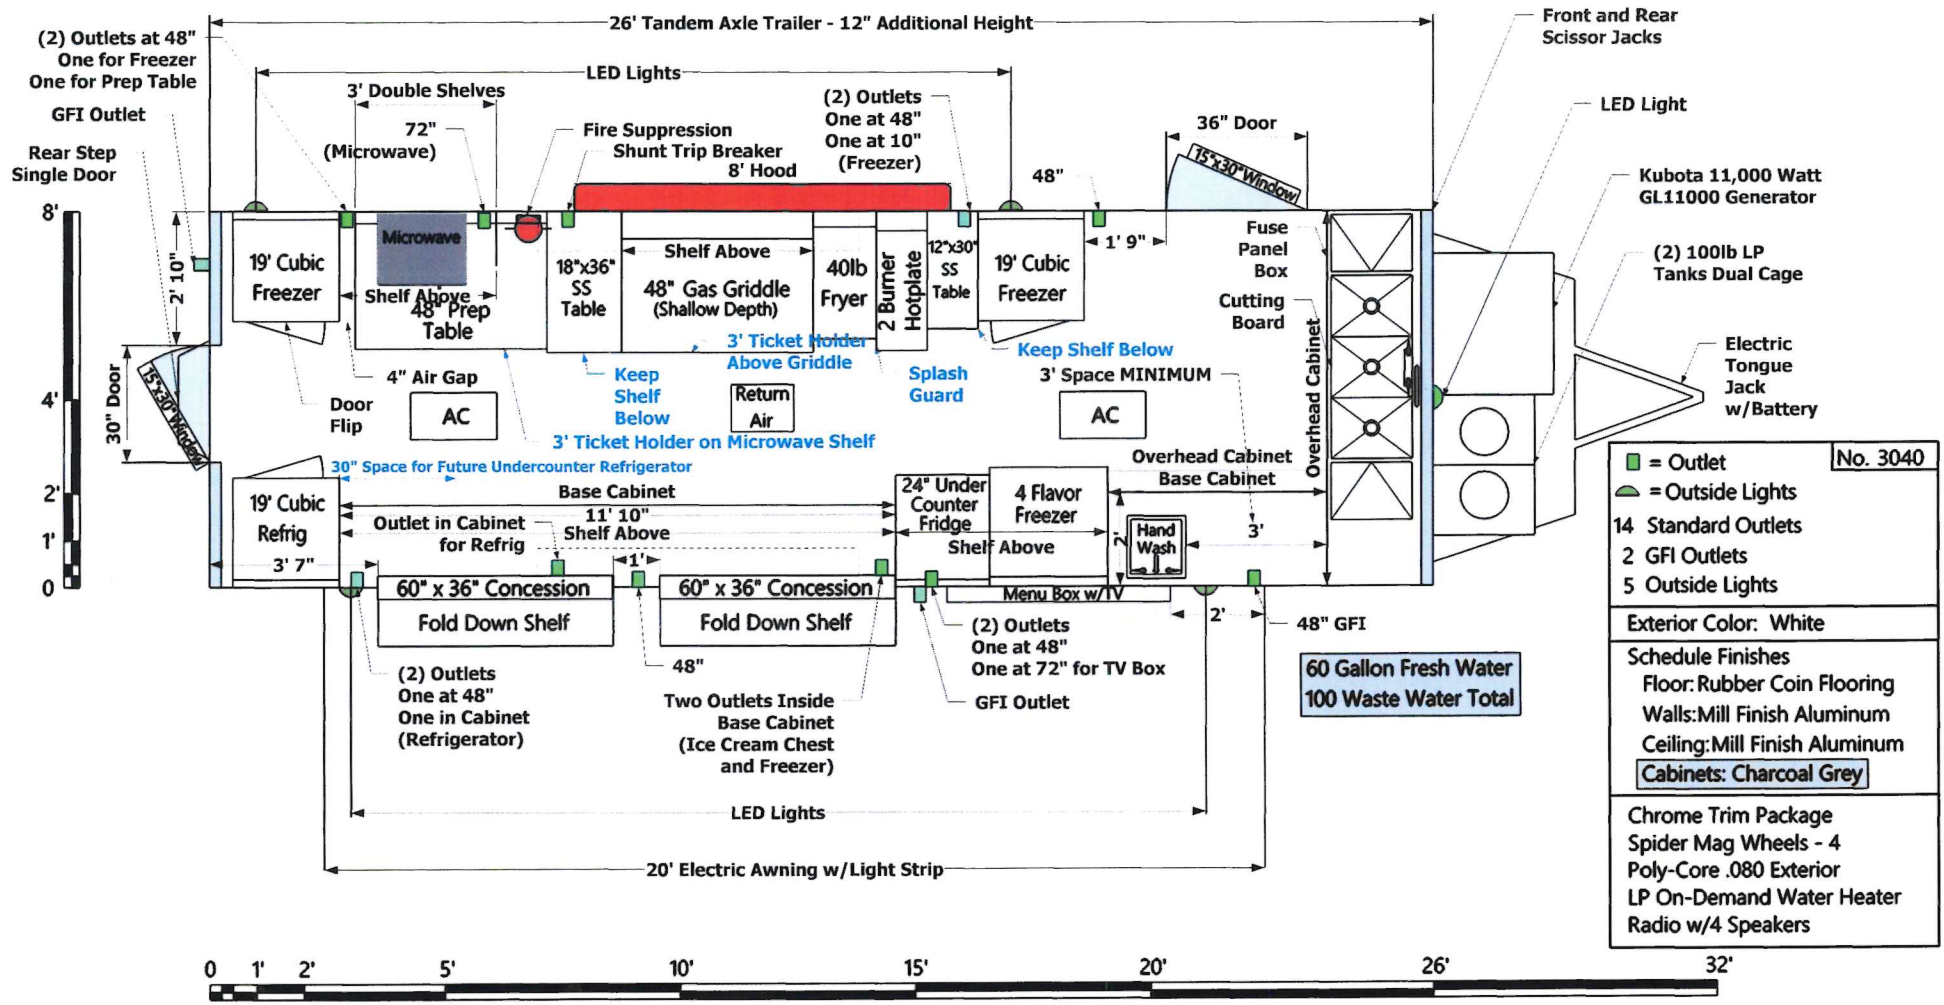 26' Tandem Axle Trailer - 12" Additional Height
Front and Rear
Scissor Jacks
(2) Outlets at 48"
One for Freezer
One for Prep Table
GFI Outlet
Rear Step
Single Door
LED Lights
3' Double Shelves
72"
(Microwave)
Fire Suppression
Shunt Trip Breaker
8' Hood
(2) Outlets
One at 48"
One at 10"
(Freezer)
48"
36" Door
15"x30" Window
LED Light
Kubota 11,000 Watt
GL11000 Generator
(2) 100lb LP
Tanks Dual Cage
Electric
Tongue
Jack
w/Battery
8'
4'
2'
1'
0
2' 10"
30" Door
15"x30" Window
19' Cubic
Freezer
Microwave
Shelf Above
48" Prep
Table
18"x36"
SS
Table
Shelf Above
48" Gas Griddle
(Shallow Depth)
40lb
Fryer
2 Burner
Hotplate
12"x30"
SS
Table
19' Cubic
Freezer
1' 9"
Fuse
Panel
Box
Cutting
Board
Overhead Cabinet
4" Air Gap
Door
Flip
AC
Keep
Shelf
Below
3' Ticket Holder
Above Griddle
Return
Air
Splash
Guard
Keep Shelf Below
3' Space MINIMUM
AC
3' Ticket Holder on Microwave Shelf
30" Space for Future Undercounter Refrigerator
19' Cubic
Refrig
Base Cabinet
11' 10"
Shelf Above
Outlet in Cabinet
for Refrig
3' 7"
1'
24" Under
Counter
Fridge
4 Flavor
Freezer
Shelf Above
Overhead Cabinet
Base Cabinet
2'
Hand
Wash
3'
60" x 36" Concession
Fold Down Shelf
60" x 36" Concession
Fold Down Shelf
Menu Box w/TV
2'
48" GFI
(2) Outlets
One at 48"
One in Cabinet
(Refrigerator)
48"
Two Outlets Inside
Base Cabinet
(Ice Cream Chest
and Freezer)
(2) Outlets
One at 48"
One at 72" for TV Box
GFI Outlet
60 Gallon Fresh Water
100 Waste Water Total
LED Lights
20' Electric Awning w/Light Strip
No. 3040
= Outlet
= Outside Lights
14 Standard Outlets
2 GFI Outlets
5 Outside Lights
Exterior Color: White
Schedule Finishes
Floor: Rubber Coin Flooring
Walls: Mill Finish Aluminum
Ceiling: Mill Finish Aluminum
Cabinets: Charcoal Grey
Chrome Trim Package
Spider Mag Wheels - 4
Poly-Core .080 Exterior
LP On-Demand Water Heater
Radio w/4 Speakers
0 1' 2' 5' 10' 15' 20' 26' 32'